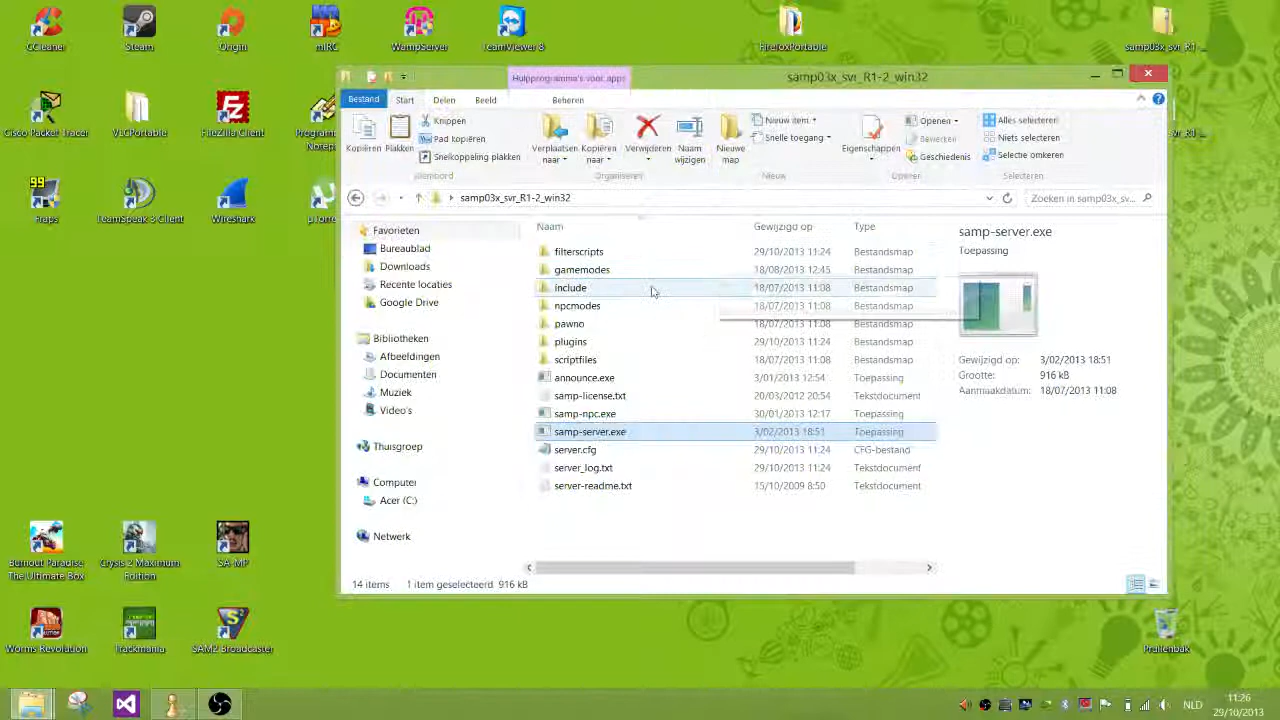 CCleaner
Steam
Origin
mIRC
WampServer
TeamViewer 8
FirefoxPortable
samp03x_svr_R1 ...
Cisco Packet Tracer
VLCPortable
FileZilla Client
99
Fraps
TeamSpeak 3 Client
Wireshark
Hulpprogramma's voor apps
samp03x_svr_R1-2_win32
Bestand
Start
Delen
Beeld
Beheren
Kopiëren
Plakken
Knippen
Pad kopiëren
Snelkoppeling plakken
Klembord
Verplaatsen naar
Kopiëren naar
Verwijderen
Naam wijzigen
Organiseren
Nieuwe map
Nieuw item
Snelle toegang
Nieuw
Eigenschappen
Openen
Bewerken
Geschiedenis
Openen
Alles selecteren
Niets selecteren
Selectie omkeren
Selecteren
samp03x_svr_R1-2_win32
Zoeken in samp03x_sv...
Favorieten
Bureaublad
Downloads
Recente locaties
Google Drive
Bibliotheken
Afbeeldingen
Documenten
Muziek
Video's
Thuisgroep
Computer
Acer (C:)
Netwerk
Naam Gewijzigd op Type
filterscripts 29/10/2013 11:24 Bestandsmap
gamemodes 18/08/2013 12:45 Bestandsmap
include 18/07/2013 11:08 Bestandsmap
npcmodes 18/07/2013 11:08 Bestandsmap
pawno 18/07/2013 11:08 Bestandsmap
plugins 29/10/2013 11:24 Bestandsmap
scriptfiles 18/07/2013 11:08 Bestandsmap
announce.exe 3/01/2013 12:54 Toepassing
samp-license.txt 20/03/2012 20:54 Tekstdocument
samp-npc.exe 30/01/2013 12:17 Toepassing
samp-server.exe 3/02/2013 18:51 Toepassing
server.cfg 29/10/2013 11:24 CFG-bestand
server_log.txt 29/10/2013 11:24 Tekstdocument
server-readme.txt 15/10/2009 8:50 Tekstdocument
samp-server.exe
Toepassing
Gewijzigd op: 3/02/2013 18:51
Grootte: 916 kB
Aanmaakdatum: 18/07/2013 11:08
14 items 1 item geselecteerd 916 kB
Burnout Paradise The Ultimate Box
Crysis 2 Maximum Edition
SA-MP
Worms Revolution
Trackmania
SAM2 Broadcaster
Prullenbak
NLD
11:26
29/10/2013